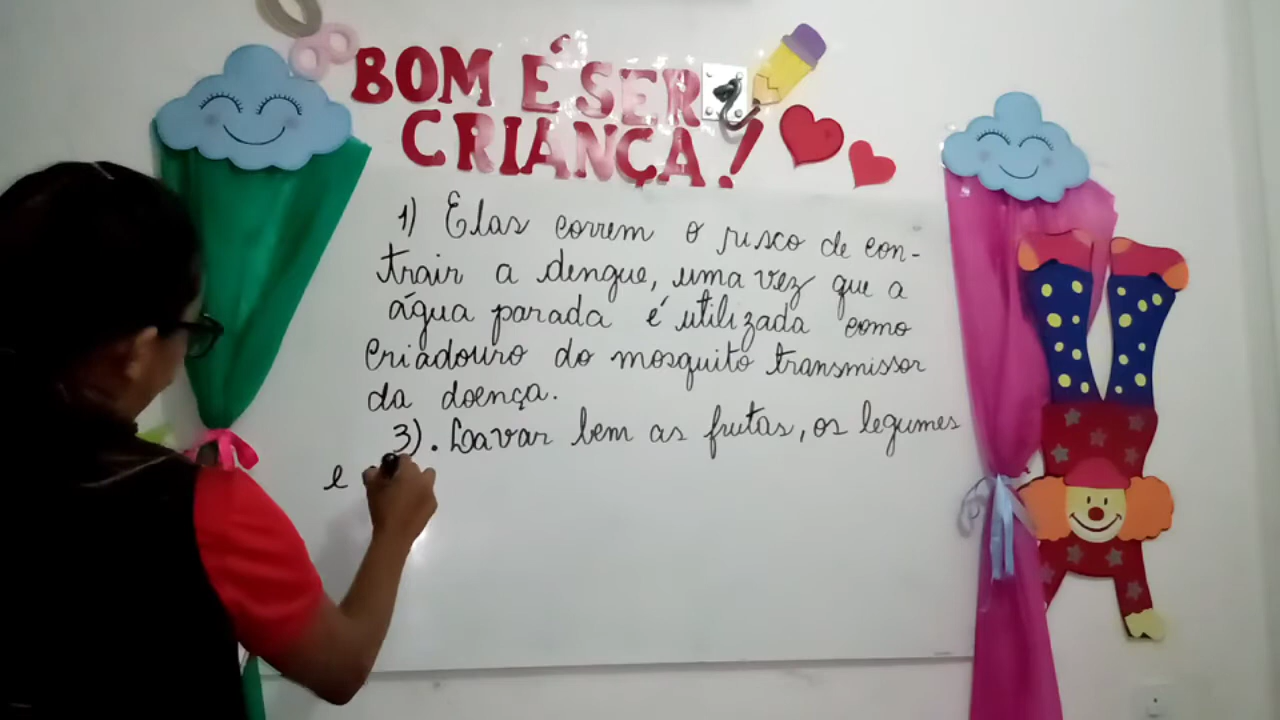 BOM É SER
CRIANÇA!
1) Elas correm o risco de con-
trair a dengue, uma vez que a
água parada é utilizada como
criadouro do mosquito transmissor
da doença.
3). Lavar bem as frutas, os legumes
e